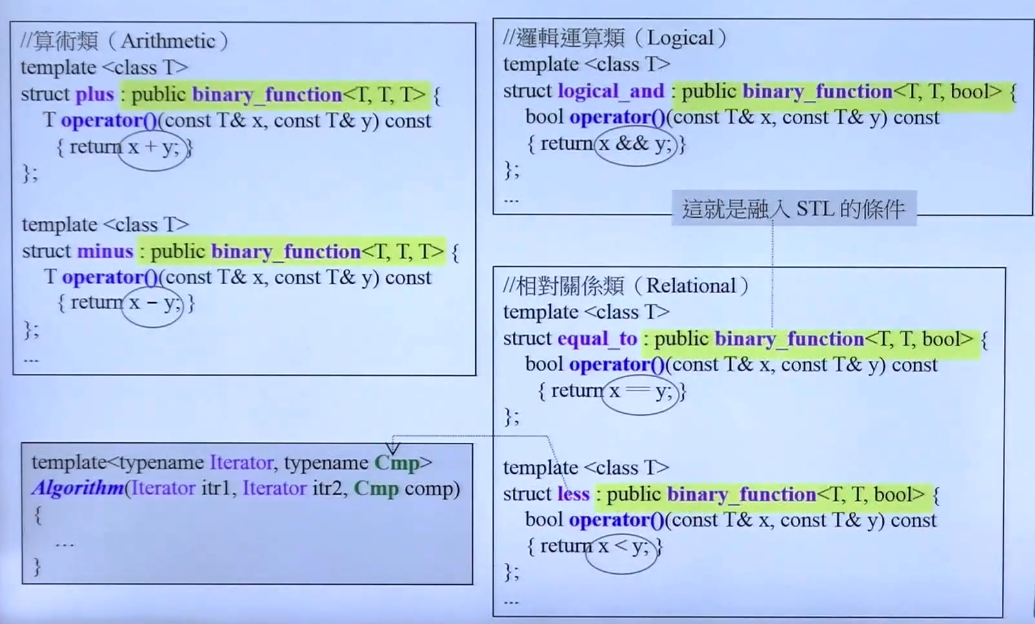 //算術類（Arithmetic）
template <class T>
struct plus : public binary_function<T, T, T> {
T operator()(const T& x, const T& y) const
{ return x + y; }
};
template <class T>
struct minus : public binary_function<T, T, T> {
T operator()(const T& x, const T& y) const
{ return x − y; }
};
...
//邏輯運算類（Logical）
template <class T>
struct logical_and : public binary_function<T, T, bool> {
bool operator()(const T& x, const T& y) const
{ return x && y; }
};
...
這就是融入 STL 的條件
//相對關係類（Relational）
template <class T>
struct equal_to : public binary_function<T, T, bool> {
bool operator()(const T& x, const T& y) const
{ return x == y; }
};
template <class T>
struct less : public binary_function<T, T, bool> {
bool operator()(const T& x, const T& y) const
{ return x < y; }
};
...
template<typename Iterator, typename Cmp>
Algorithm(Iterator itr1, Iterator itr2, Cmp comp)
{
...
}